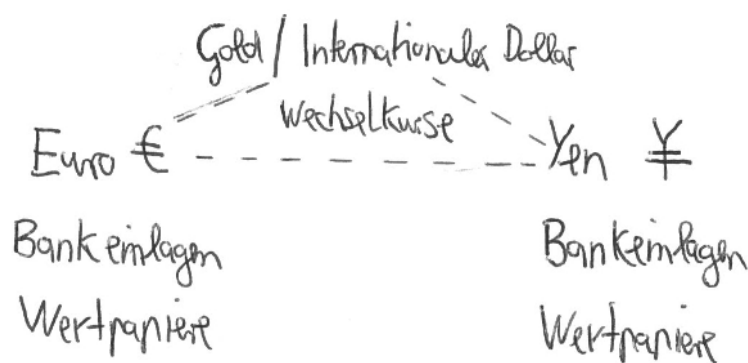 Gold / Internationaler Dollar
Wechselkurse
Euro € Yen ¥
Bankeinlagen Bankeinlagen
Wertpapiere Wertpapiere